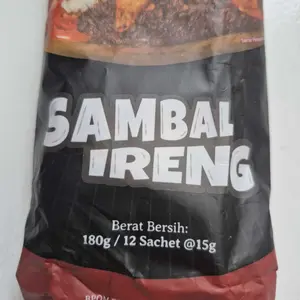 SAMBAL
IRENG
Berat Bersih:
180g / 12 Sachet @15g